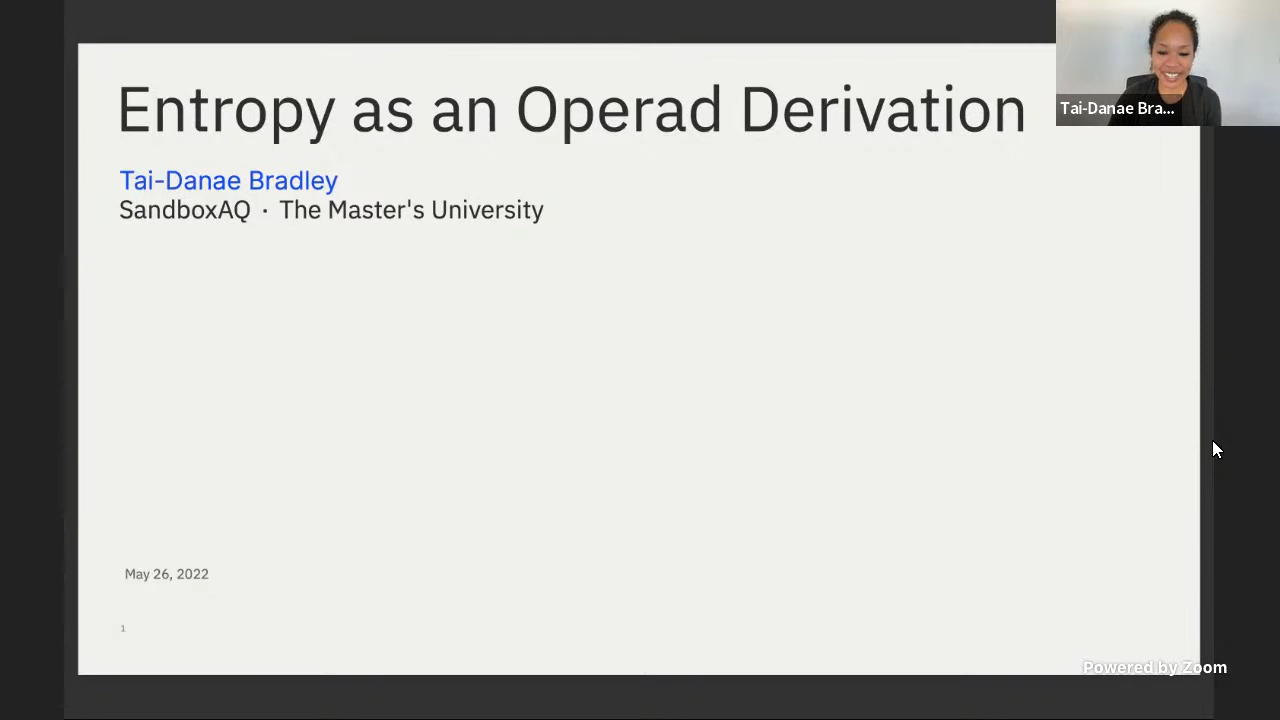 Entropy as an Operad Derivation
Tai-Danae Bra...
Tai-Danae Bradley
SandboxAQ · The Master's University
May 26, 2022
1
Powered by Zoom